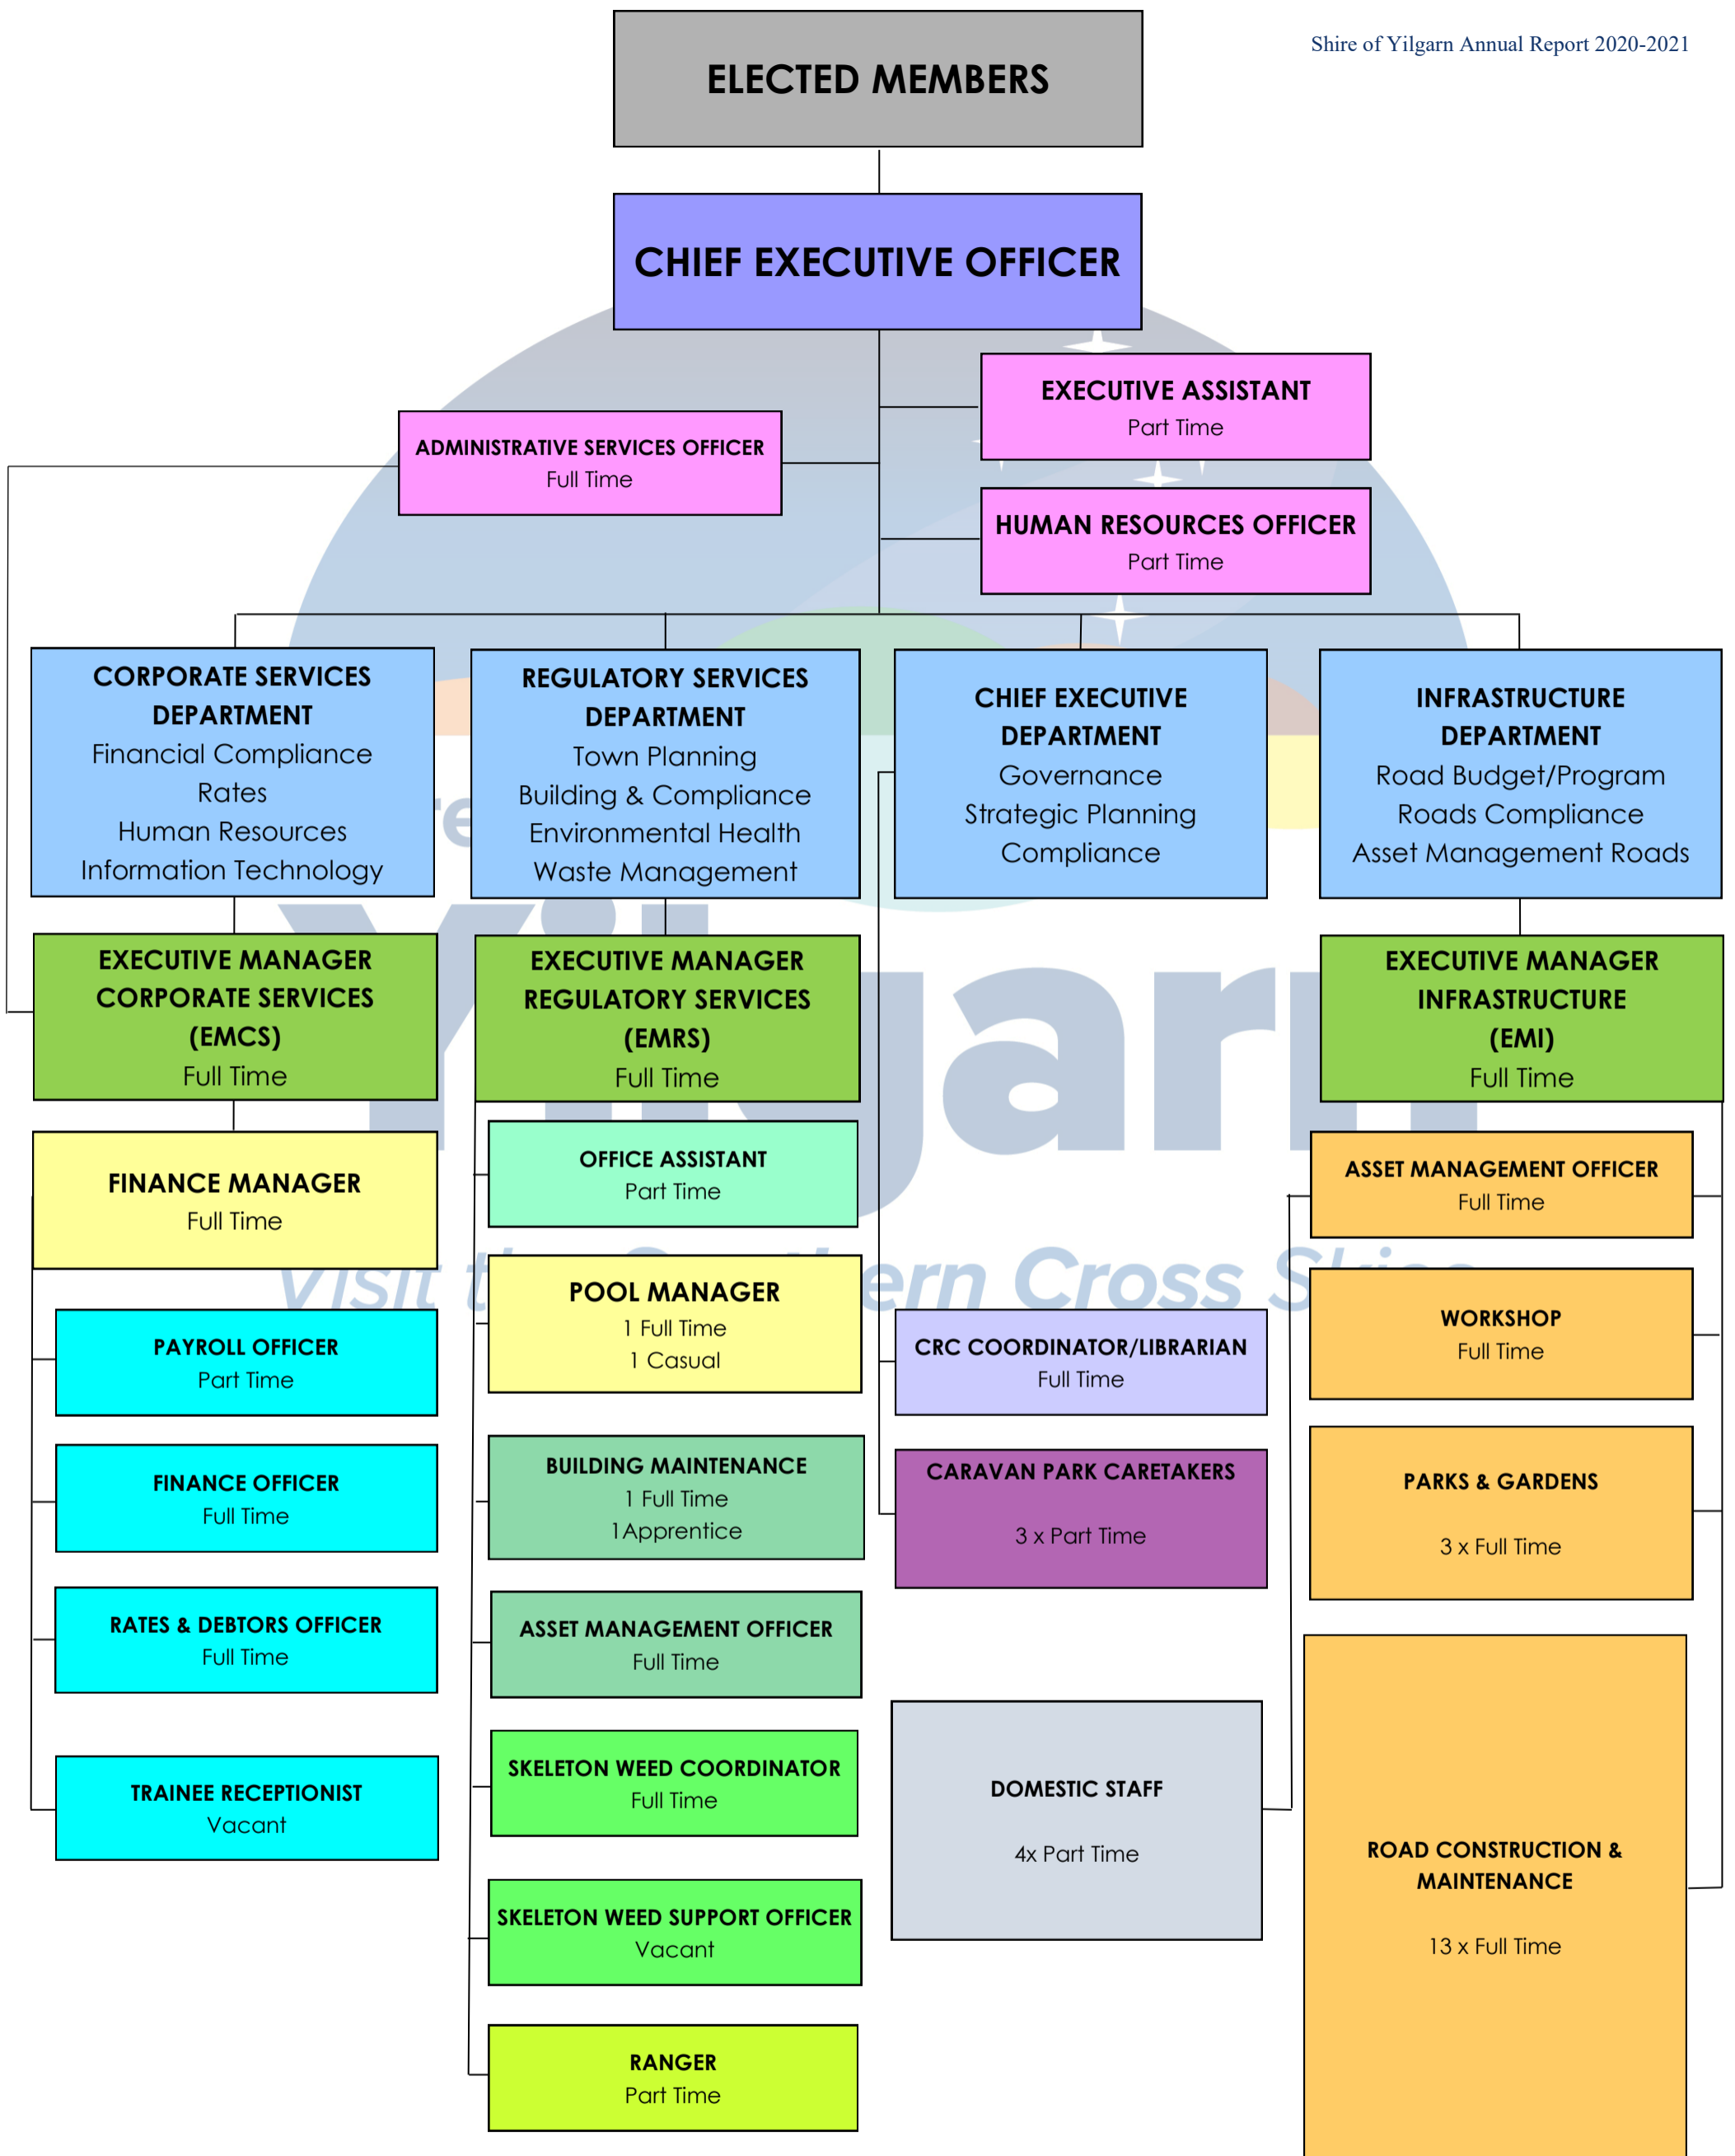 Shire of Yilgarn Annual Report 2020-2021
ELECTED MEMBERS
CHIEF EXECUTIVE OFFICER
EXECUTIVE ASSISTANT
Part Time
ADMINISTRATIVE SERVICES OFFICER
Full Time
HUMAN RESOURCES OFFICER
Part Time
CORPORATE SERVICES
DEPARTMENT
Financial Compliance
Rates
Human Resources
Information Technology
REGULATORY SERVICES
DEPARTMENT
Town Planning
Building & Compliance
Environmental Health
Waste Management
CHIEF EXECUTIVE
DEPARTMENT
Governance
Strategic Planning
Compliance
INFRASTRUCTURE
DEPARTMENT
Road Budget/Program
Roads Compliance
Asset Management Roads
EXECUTIVE MANAGER
CORPORATE SERVICES
(EMCS)
Full Time
EXECUTIVE MANAGER
REGULATORY SERVICES
(EMRS)
Full Time
EXECUTIVE MANAGER
INFRASTRUCTURE
(EMI)
Full Time
FINANCE MANAGER
Full Time
PAYROLL OFFICER
Part Time
FINANCE OFFICER
Full Time
RATES & DEBTORS OFFICER
Full Time
TRAINEE RECEPTIONIST
Vacant
OFFICE ASSISTANT
Part Time
POOL MANAGER
1 Full Time
1 Casual
BUILDING MAINTENANCE
1 Full Time
1Apprentice
ASSET MANAGEMENT OFFICER
Full Time
SKELETON WEED COORDINATOR
Full Time
SKELETON WEED SUPPORT OFFICER
Vacant
RANGER
Part Time
CRC COORDINATOR/LIBRARIAN
Full Time
CARAVAN PARK CARETAKERS
3 x Part Time
DOMESTIC STAFF
4x Part Time
ASSET MANAGEMENT OFFICER
Full Time
WORKSHOP
Full Time
PARKS & GARDENS
3 x Full Time
ROAD CONSTRUCTION &
MAINTENANCE
13 x Full Time
Yilgarn
Visit ern Cross